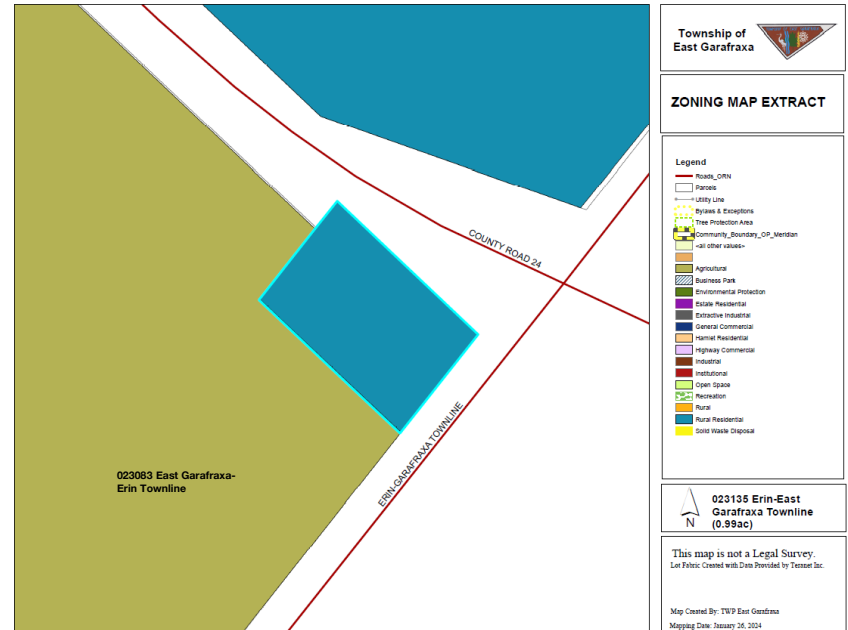 Township of
East Garafraxa
ZONING MAP EXTRACT
Legend
Roads_ORN
Parcels
Utility Line
Bylaws & Exceptions
Tree Protection Area
Community_Boundary_OP_Meridian
<all other values>
Agricultural
Business Park
Environmental Protection
Estate Residential
Extractive Industrial
General Commercial
Hamlet Residential
Highway Commercial
Industrial
Institutional
Open Space
Recreation
Rural
Rural Residential
Solid Waste Disposal
COUNTY ROAD 24
ERIN-GARAFRAXA TOWNLINE
023083 East Garafraxa-
Erin Townline
N
023135 Erin-East
Garafraxa Townline
(0.99ac)
This map is not a Legal Survey.
Lot Fabric Created with Data Provided by Teranet Inc.
Map Created By: TWP East Garafraxa
Mapping Date: January 26, 2024